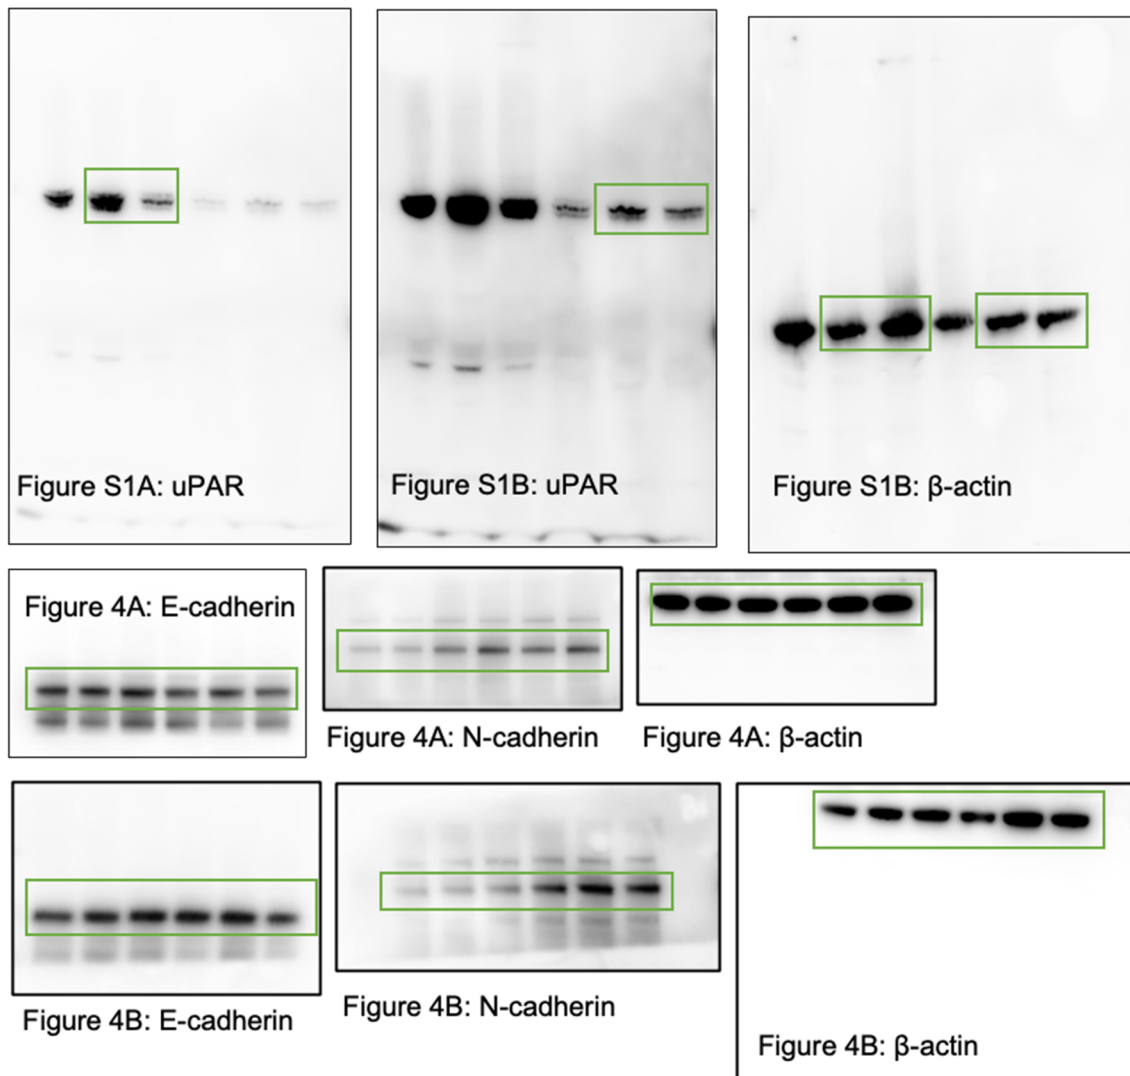 Figure S1A: uPAR
Figure S1B: uPAR
Figure S1B: β-actin
Figure 4A: E-cadherin
Figure 4A: N-cadherin
Figure 4A: β-actin
Figure 4B: E-cadherin
Figure 4B: N-cadherin
Figure 4B: β-actin